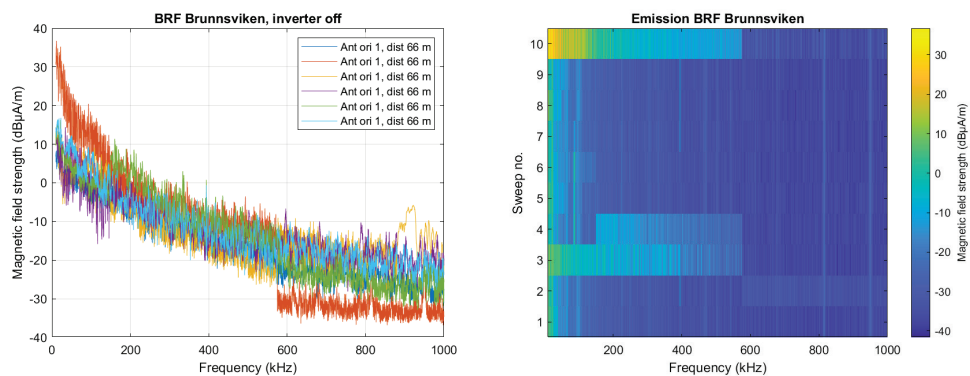 BRF Brunnsviken, inverter off
40
30
20
10
0
-10
-20
-30
-40
Magnetic field strength (dBµA/m)
Ant ori 1, dist 66 m
Ant ori 1, dist 66 m
Ant ori 1, dist 66 m
Ant ori 1, dist 66 m
Ant ori 1, dist 66 m
Ant ori 1, dist 66 m
0 200 400 600 800 1000
Frequency (kHz)
Emission BRF Brunnsviken
10
9
8
7
6
5
4
3
2
1
Sweep no.
200 400 600 800 1000
Frequency (kHz)
30
20
10
0
-10
-20
-30
-40
Magnetic field strength (dBµA/m)